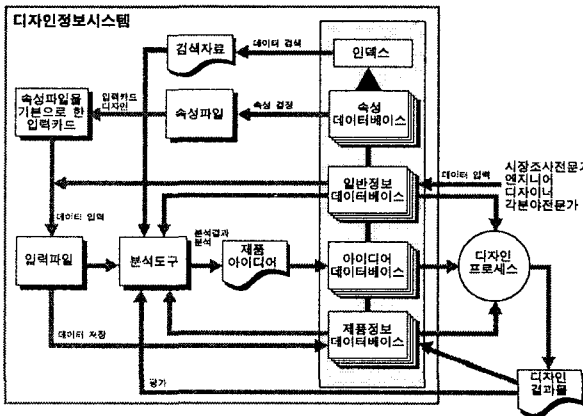 디자인정보시스템
검색자료
데이터 검색
인덱스
속성파일을
기본으로 한
입력카드
입력카드
디자인
속성파일
속성 결정
속성
데이터베이스
일반정보
데이터베이스
데이터 입력
시장조사전문가
엔지니어
디자이너
각분야전문가
데이터 입력
입력파일
분석도구
분석결과
분석
제품
아이디어
아이디어
데이터베이스
디자인
프로세스
데이터 저장
제품정보
데이터베이스
평가
디자인
결과물